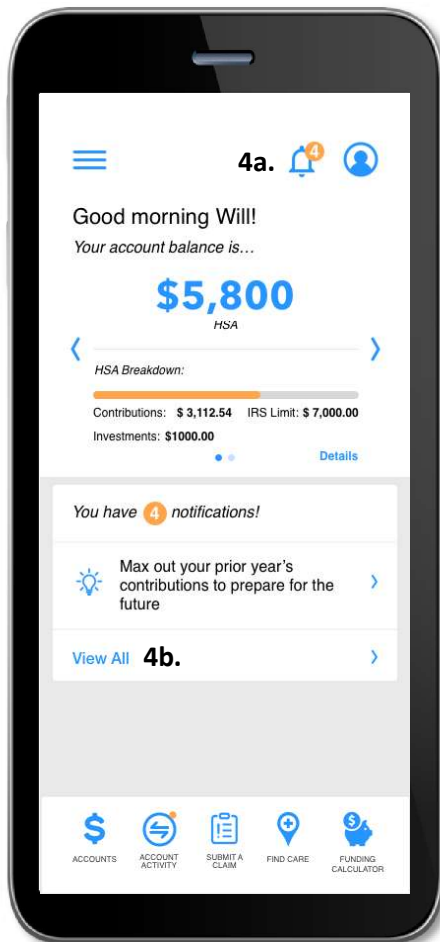 4a.
4
Good morning Will!
Your account balance is...
$5,800
HSA
HSA Breakdown:
Contributions: $ 3,112.54 IRS Limit: $ 7,000.00
Investments: $1000.00
Details
You have 4 notifications!
Max out your prior year's
contributions to prepare for the
future
View All 4b.
ACCOUNTS
ACCOUNT
ACTIVITY
SUBMIT A
CLAIM
FIND CARE
FUNDING
CALCULATOR